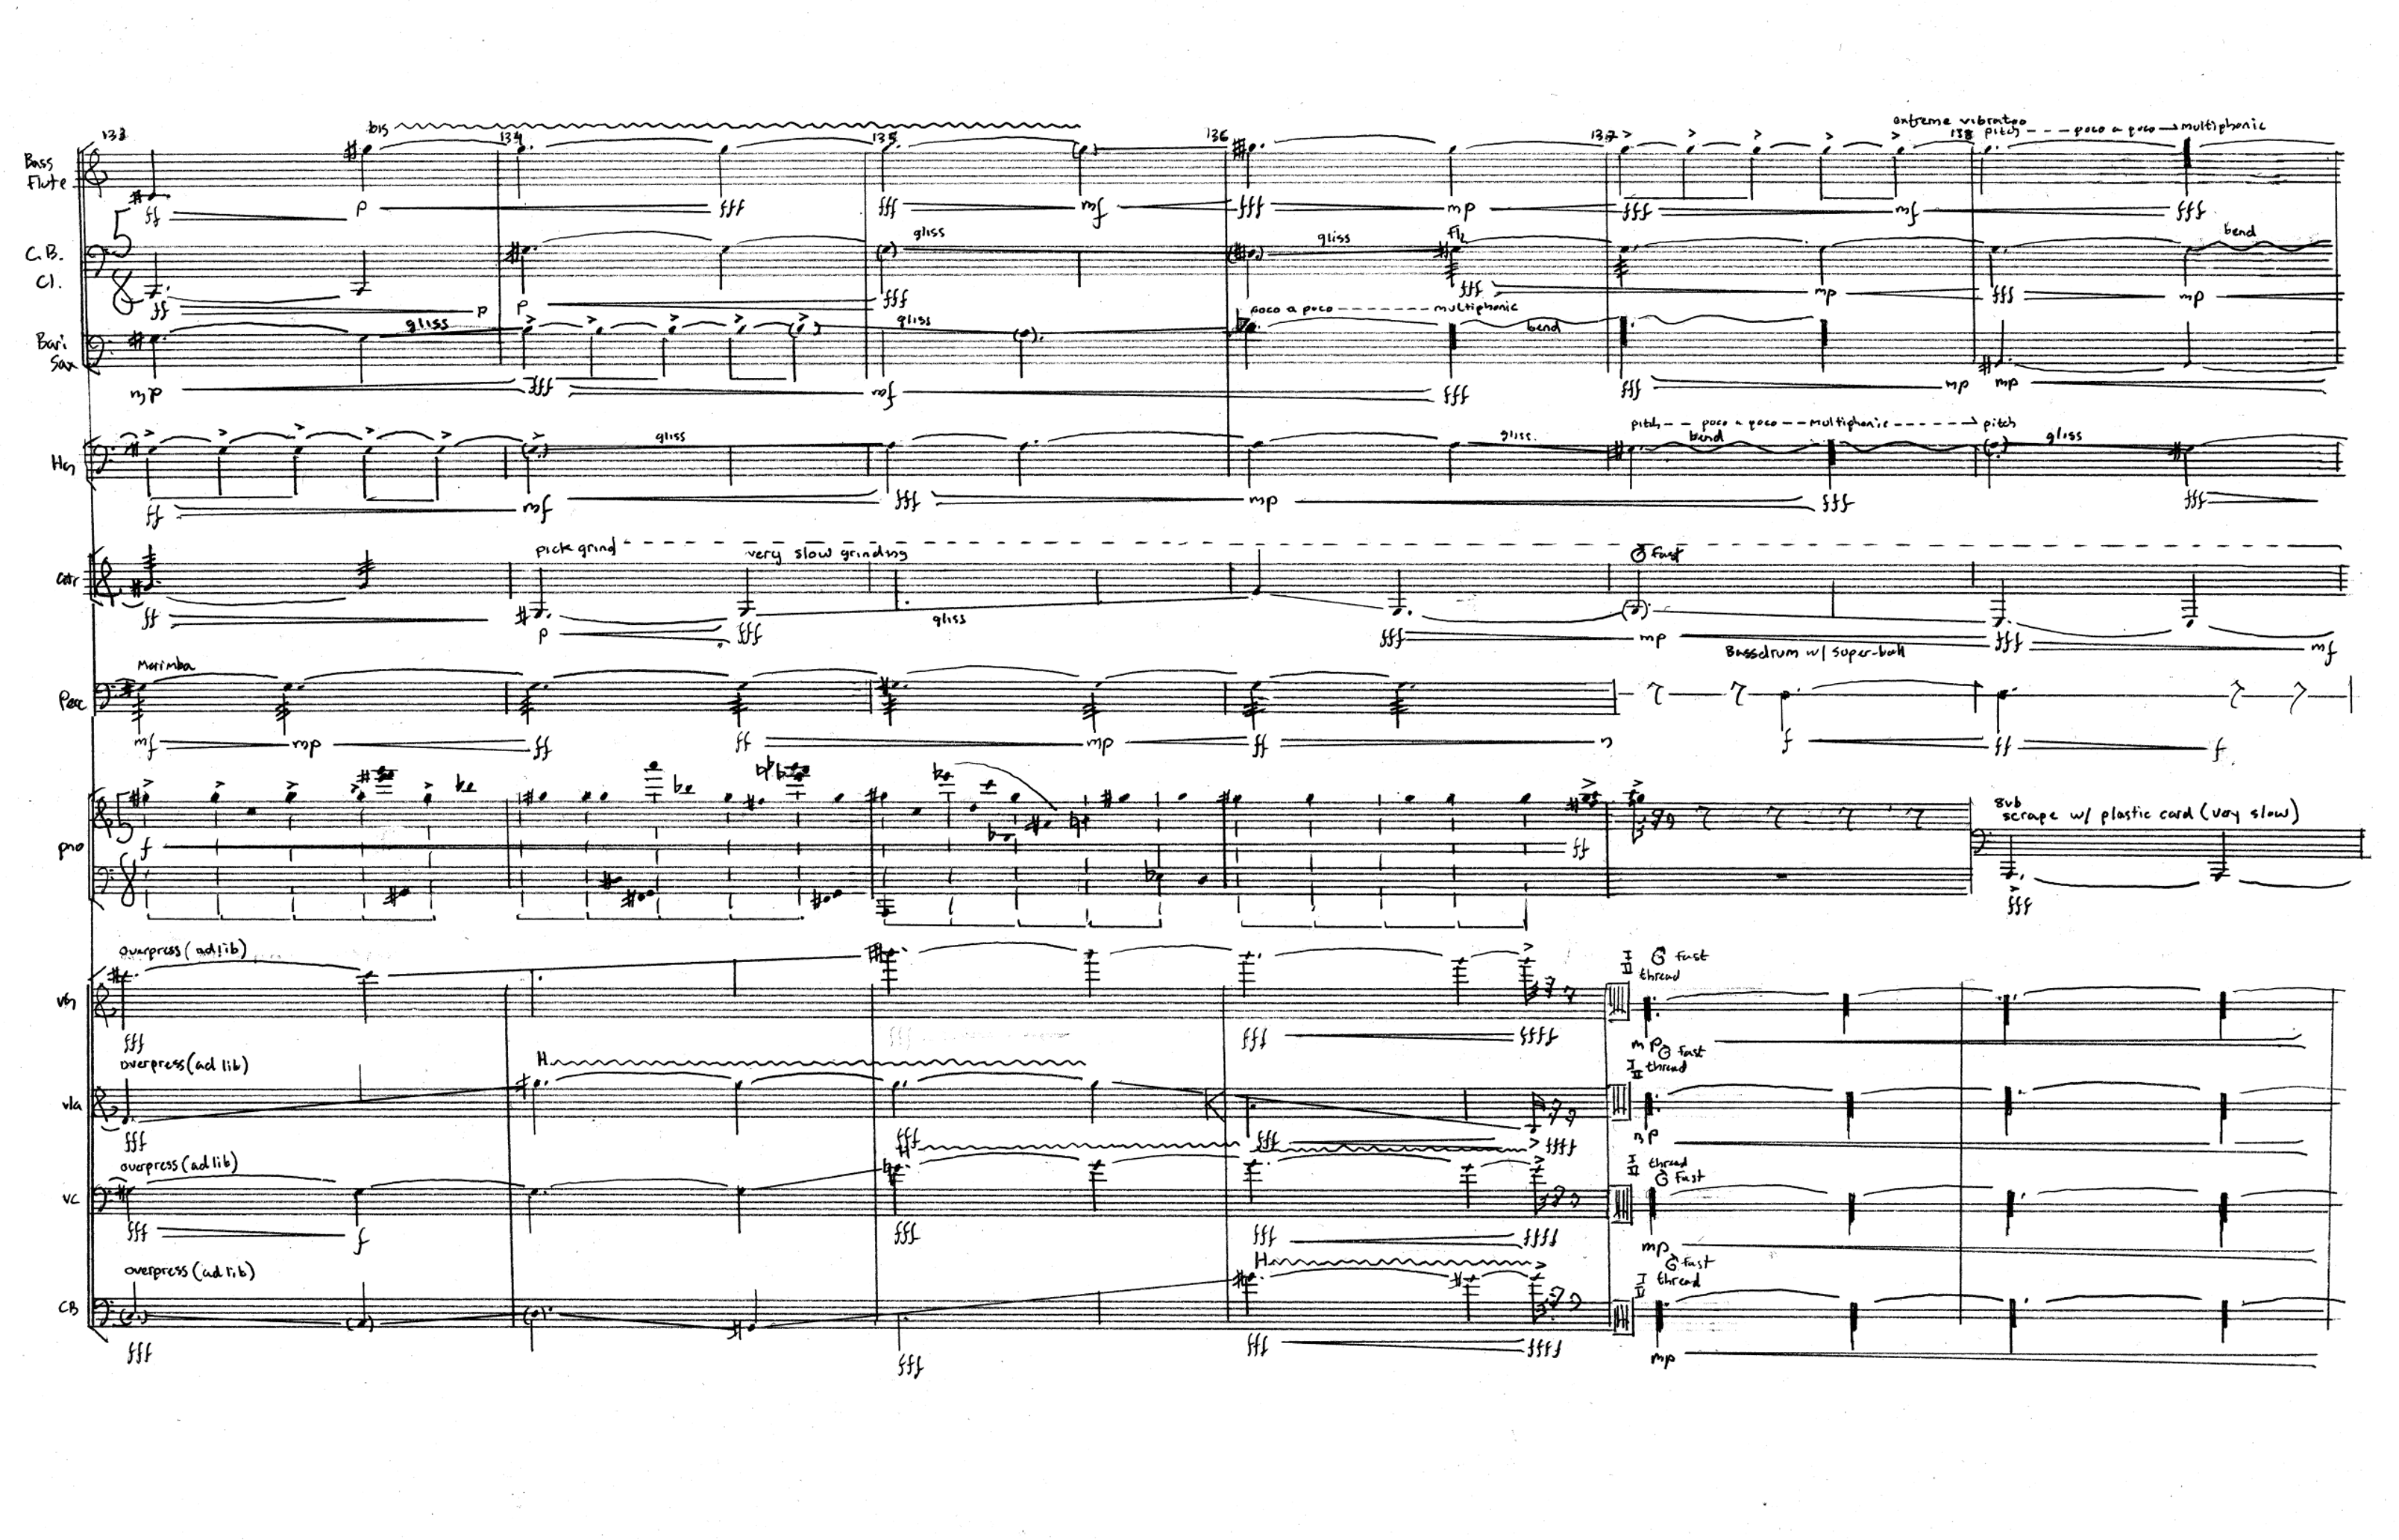 133 134 135 136 137 138
bis
extreme vibratoo
pitch - - - - poco a poco → multiphonic
Bass
Flute
ff p fff fff mf fff mp fff mf fff
5
8
C.B.
Cl.
gliss gliss Flz bend
ff p p fff fff mp fff mp
poco a poco - - - - - - - - multiphonic
Bari
Sax
gliss gliss bend
mp fff mf fff fff mp mp
pitch - - poco a poco - - multiphonic - - - - - - → pitch
Hn
gliss gliss. bend gliss
ff mf fff mp fff fff
pick grind
very slow grinding
fast
Gtr
gliss
ff p fff fff mp fff mf
Bassdrum w/ super-ball
Marimba
Perc
mf mp ff ff mp ff n f ff f
5
8
pno
f ff
8vb
scrape w/ plastic card (very slow)
fff
overpress (ad lib)
I fast
II thread
vln
fff fff fff ffff mp
overpress (ad lib)
H
fast
I thread
II
vla
fff fff fff ffff mp
overpress (ad lib)
I thread
II fast
vc
fff f fff fff ffff mp
overpress (ad lib)
H
fast
I thread
II
CB
fff fff fff ffff mp